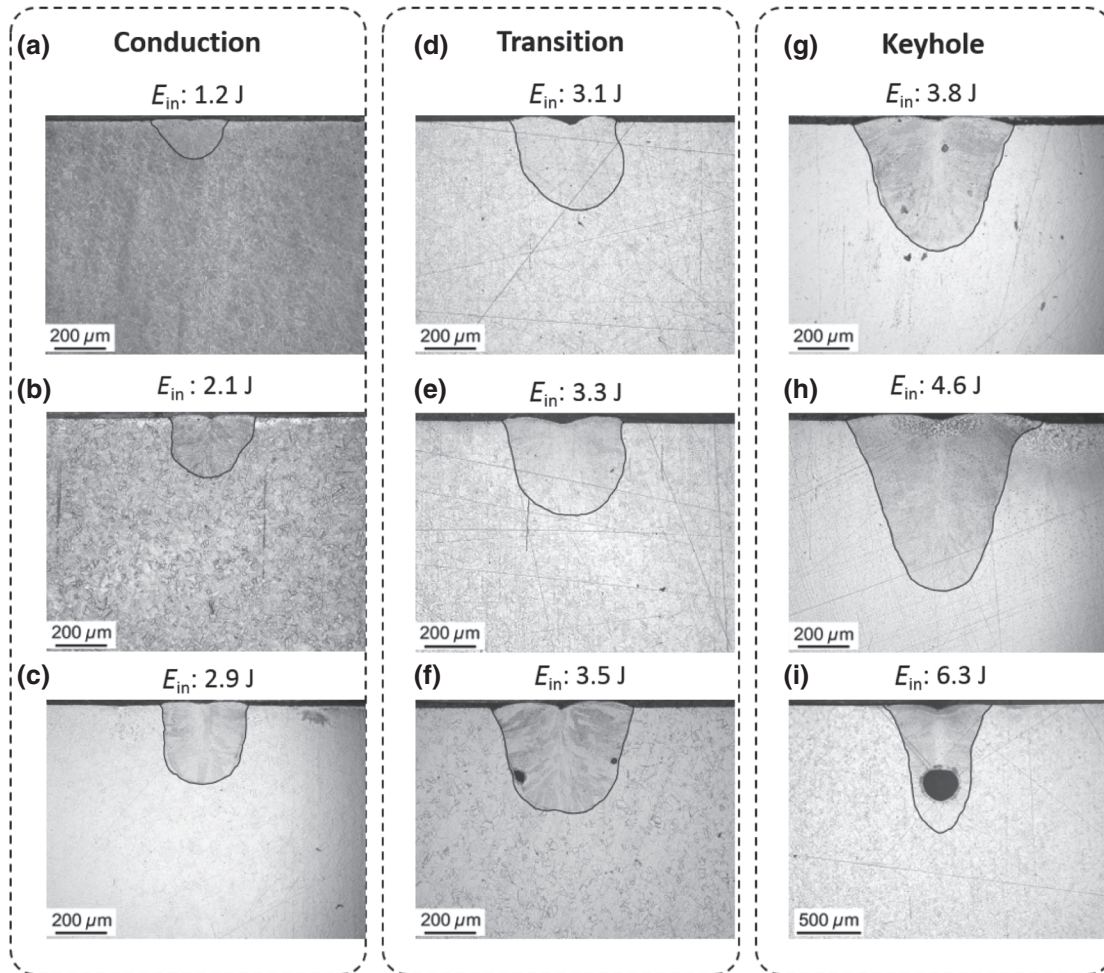 (a) Conduction
E_in: 1.2 J
200 µm
(b) E_in: 2.1 J
200 µm
(c) E_in: 2.9 J
200 µm
(d) Transition
E_in: 3.1 J
200 µm
(e) E_in: 3.3 J
200 µm
(f) E_in: 3.5 J
200 µm
(g) Keyhole
E_in: 3.8 J
200 µm
(h) E_in: 4.6 J
200 µm
(i) E_in: 6.3 J
500 µm